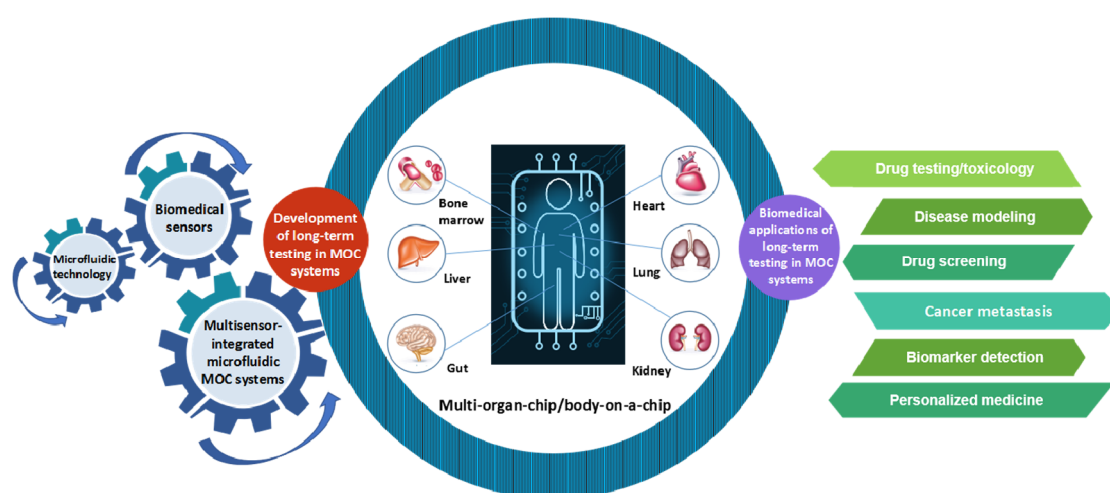 Microfluidic
technology
Biomedical
sensors
Multisensor-
integrated
microfluidic
MOC systems
Development
of long-term
testing in MOC
systems
Bone
marrow
Liver
Gut
Heart
Lung
Kidney
Multi-organ-chip/body-on-a-chip
Biomedical
applications of
long-term
testing in MOC
systems
Drug testing/toxicology
Disease modeling
Drug screening
Cancer metastasis
Biomarker detection
Personalized medicine